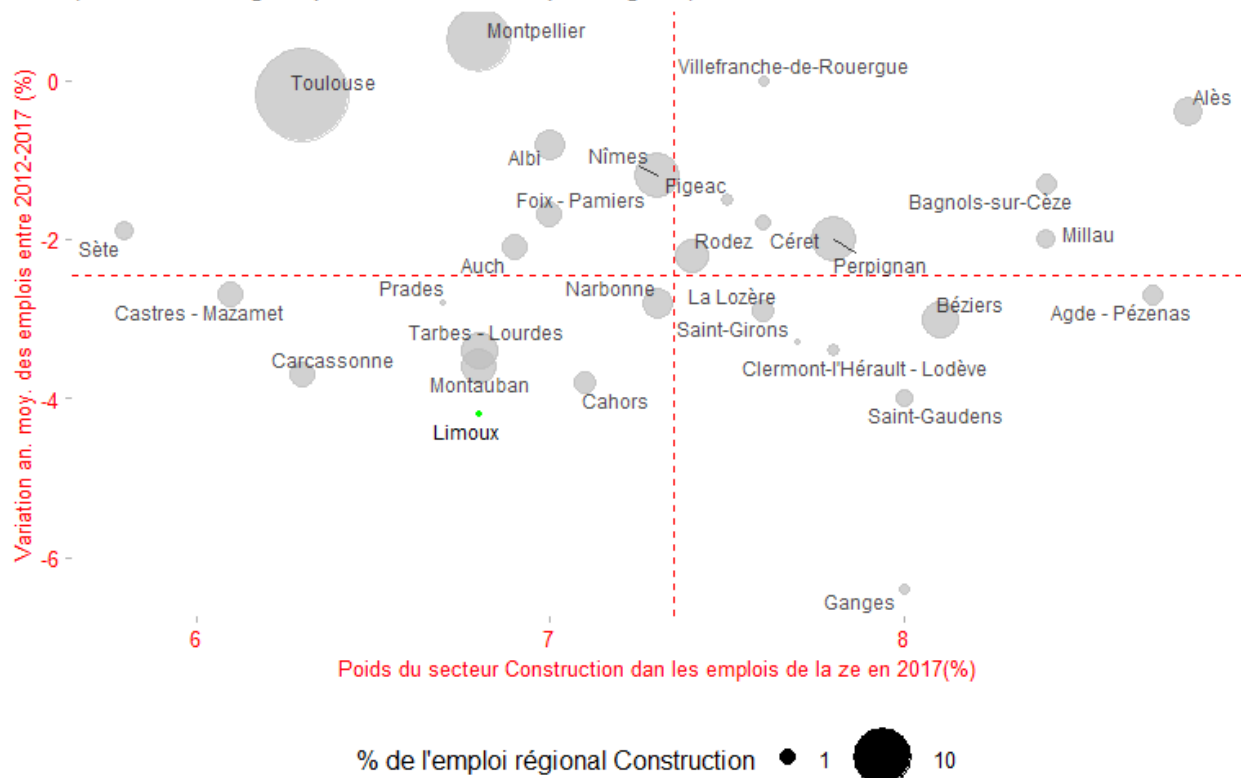 Montpellier
Villefranche-de-Rouergue
0
Toulouse
Alès
Albi
Nîmes
Figeac
Foix - Pamiers
Bagnols-sur-Cèze
-2
Sète
Auch
Rodez
Céret
Millau
Perpignan
Prades
Narbonne
La Lozère
Béziers
Castres - Mazamet
Agde - Pézenas
Tarbes - Lourdes
Saint-Girons
Carcassonne
Clermont-l'Hérault - Lodève
Montauban
-4
Cahors
Saint-Gaudens
Limoux
-6
Ganges
Variation an. moy. des emplois entre 2012-2017 (%)
6
7
8
Poids du secteur Construction dan les emplois de la ze en 2017(%)
% de l'emploi régional Construction 1 10